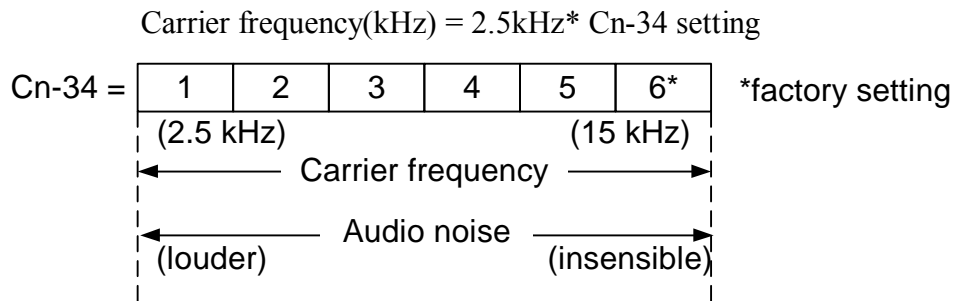 Carrier frequency(kHz) = 2.5kHz* Cn-34 setting
Cn-34 = 1 2 3 4 5 6* *factory setting
(2.5 kHz) (15 kHz)
Carrier frequency
Audio noise
(louder) (insensible)